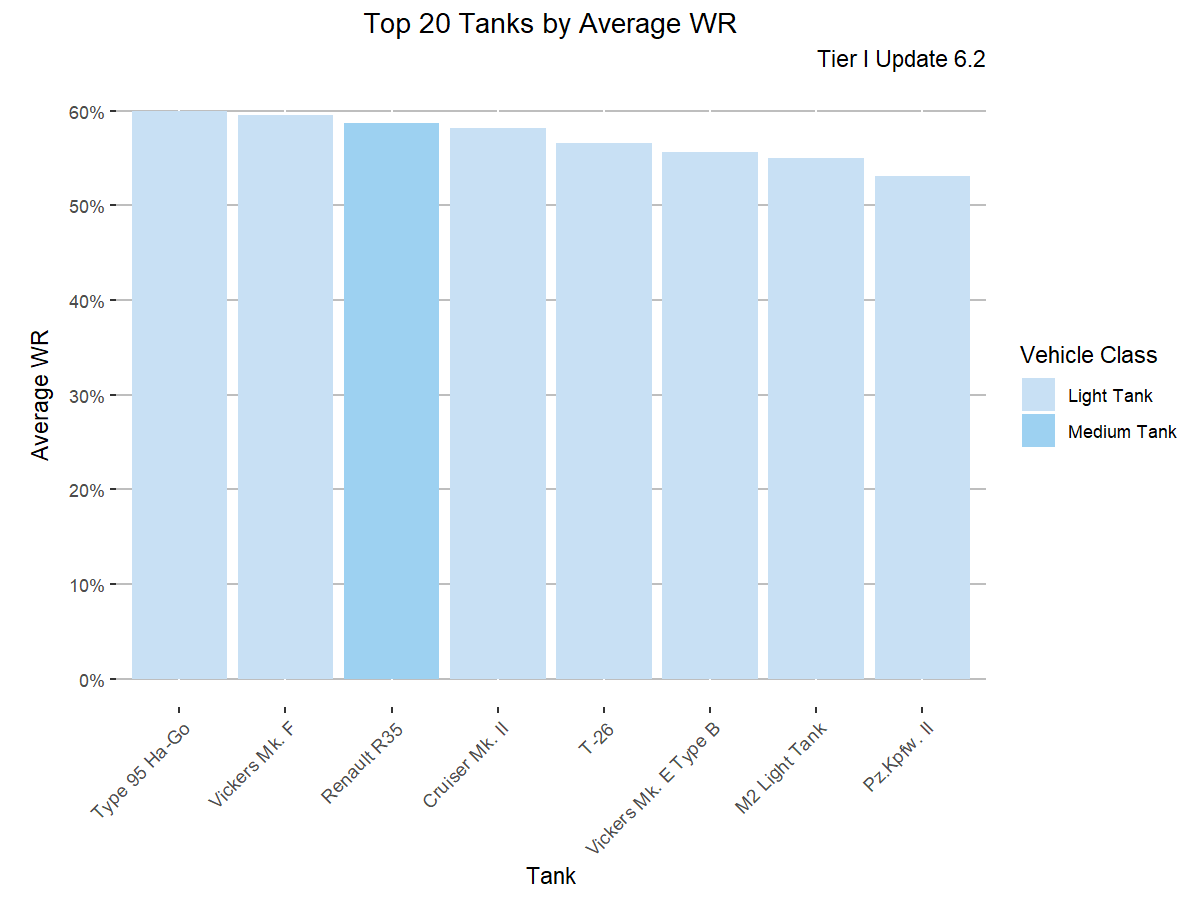 Top 20 Tanks by Average WR
Tier I Update 6.2
60%
50%
40%
30%
20%
10%
0%
Average WR
Type 95 Ha-Go
Vickers Mk. F
Renault R35
Cruiser Mk. II
T-26
Vickers Mk. E Type B
M2 Light Tank
Pz.Kpfw. II
Tank
Vehicle Class
Light Tank
Medium Tank